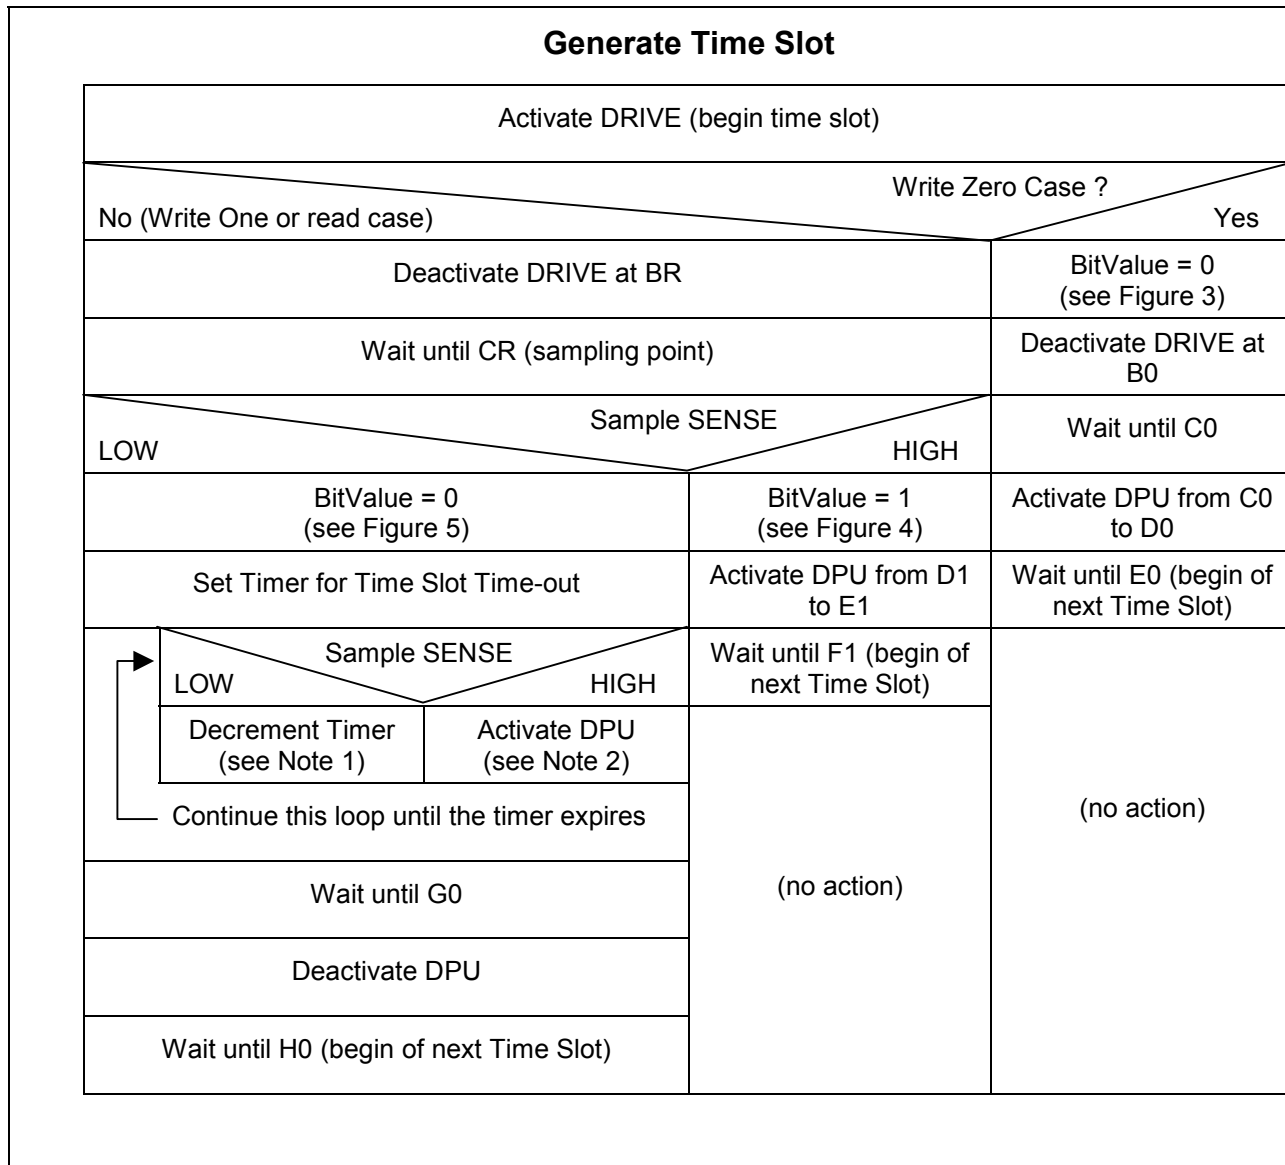 Generate Time Slot
Activate DRIVE (begin time slot)
Write Zero Case ?
No (Write One or read case)
Yes
Deactivate DRIVE at BR
BitValue = 0
(see Figure 3)
Wait until CR (sampling point)
Deactivate DRIVE at
B0
Sample SENSE
LOW
HIGH
Wait until C0
BitValue = 0
(see Figure 5)
BitValue = 1
(see Figure 4)
Activate DPU from C0
to D0
Set Timer for Time Slot Time-out
Activate DPU from D1
to E1
Wait until E0 (begin of
next Time Slot)
Sample SENSE
LOW
HIGH
Wait until F1 (begin of
next Time Slot)
Decrement Timer
(see Note 1)
Activate DPU
(see Note 2)
Continue this loop until the timer expires
(no action)
Wait until G0
(no action)
Deactivate DPU
Wait until H0 (begin of next Time Slot)